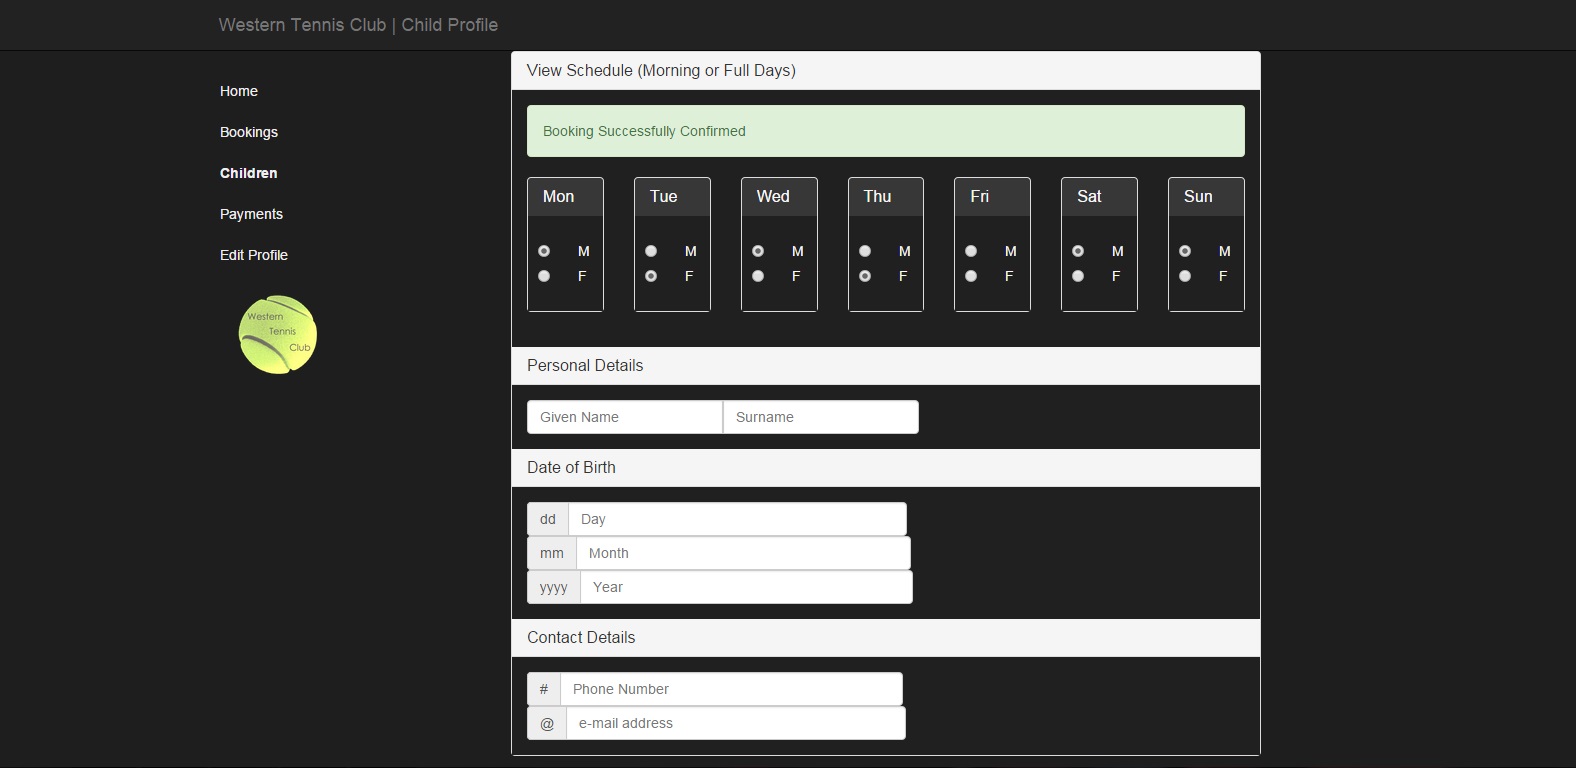 Western Tennis Club | Child Profile
Home
Bookings
Children
Payments
Edit Profile
Western
Tennis
Club
View Schedule (Morning or Full Days)
Booking Successfully Confirmed
Mon Tue Wed Thu Fri Sat Sun
M M M M M M M
F F F F F F F
Personal Details
Given Name Surname
Date of Birth
dd Day
mm Month
yyyy Year
Contact Details
# Phone Number
@ e-mail address